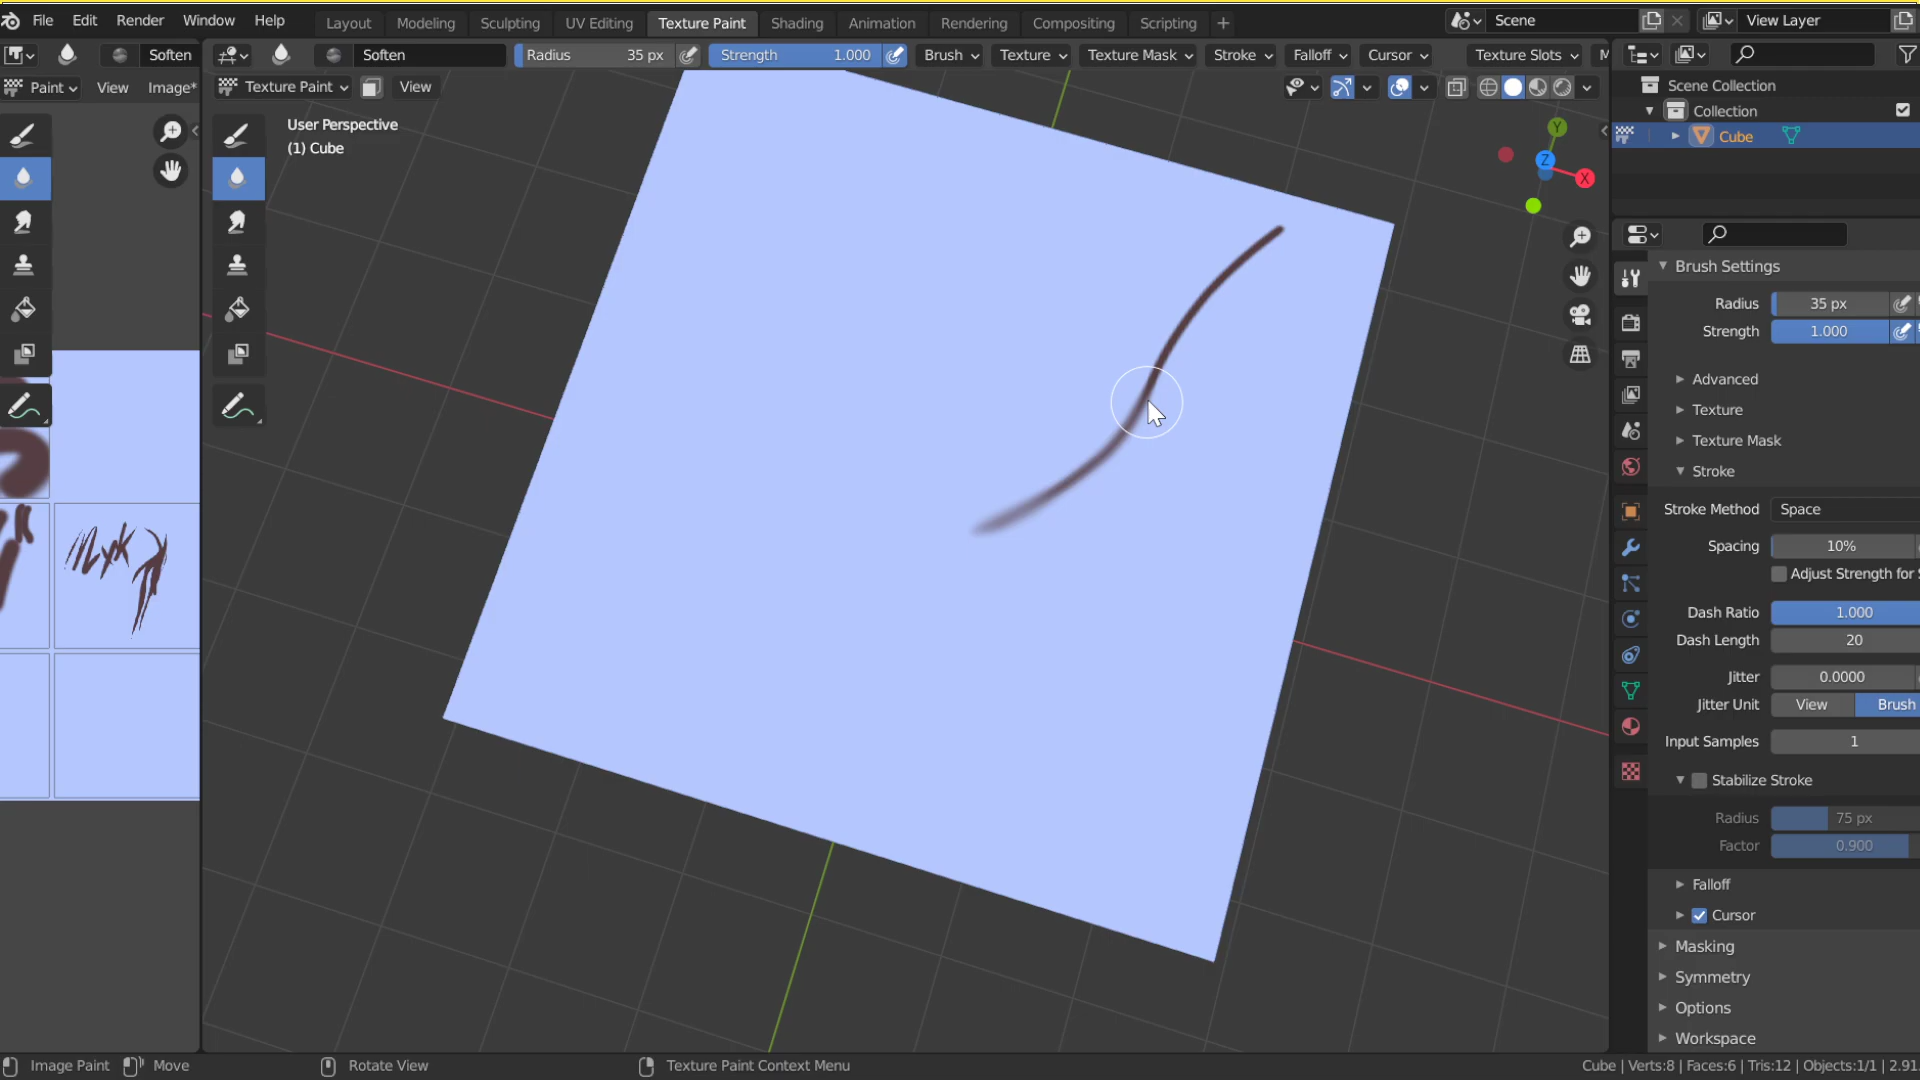 File Edit Render Window Help Layout Modeling Sculpting UV Editing Texture Paint Shading Animation Rendering Compositing Scripting + Scene View Layer
Soften Soften Radius 35 px Strength 1.000 Brush Texture Texture Mask Stroke Falloff Cursor Texture Slots M
Paint View Image* Texture Paint View
User Perspective
(1) Cube
Y
Z
X
Scene Collection
Collection
Cube
Brush Settings
Radius 35 px
Strength 1.000
Advanced
Texture
Texture Mask
Stroke
Stroke Method Space
Spacing 10%
Adjust Strength for S
Dash Ratio 1.000
Dash Length 20
Jitter 0.0000
Jitter Unit View Brush
Input Samples 1
Stabilize Stroke
Radius 75 px
Factor 0.900
Falloff
Cursor
Masking
Symmetry
Options
Workspace
Image Paint Move Rotate View Texture Paint Context Menu Cube | Verts:8 | Faces:6 | Tris:12 | Objects:1/1 | 2.91